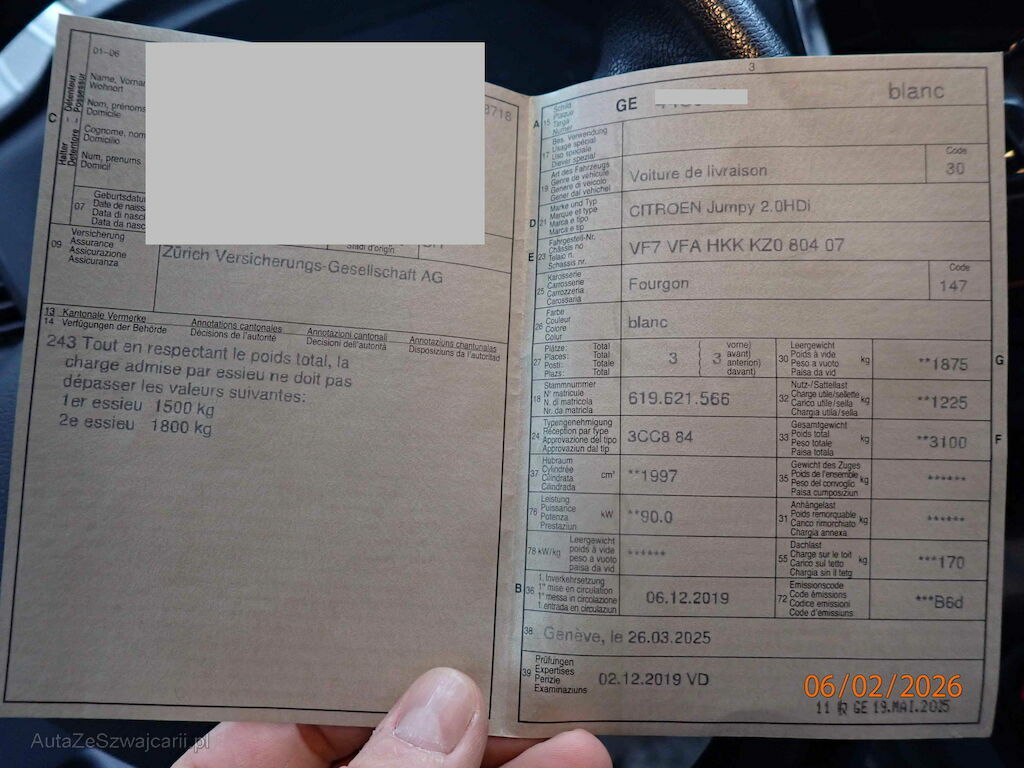 01-06
Name, Vorna
Wohnort
Nom, prénoms
Domicile
Cognome, nom
Domicilio
Num, prenums
Domicil
Détenteur
Possessur
Halter
Detentore
C
8718
07
Geburtsdatu
Date de nais
Data di nasc
Data da nasc
Stadi d'origin.
09
Versicherung
Assurance
Assicurazione
Assicuranza
Zürich Versicherungs-Gesellschaft AG
13 Kantonale Vermerke
14 Verfügungen der Behörde
Annotations cantonales
Décisions de l'autorité
Annotazioni cantonali
Decisioni dell'autorità
Annotaziuns chantunalas
Disposiziuns da l'autoritad
243 Tout en respectant le poids total, la
charge admise par essieu ne doit pas
dépasser les valeurs suivantes:
1er essieu 1500 kg
2e essieu 1800 kg
3
A 15
Schild
Plaque
Targa
Numer
GE
blanc
17
Bes. Verwendung
Usage spécial
Uso speciale
Diever spezial
19
Art des Fahrzeugs
Genre de véhicule
Genere di veicolo
Gener dal vehichel
Voiture de livraison
Code
30
D 21
Marke und Typ
Marque et type
Marca e tipo
Marca e tip
CITROEN Jumpy 2.0HDi
E 23
Fahrgestell-Nr.
Châssis no
Telaio n.
Schassis nr.
VF7 VFA HKK KZ0 804 07
25
Karosserie
Carrosserie
Carrozzeria
Carossaria
Fourgon
Code
147
26
Farbe
Couleur
Colore
Colur
blanc
27
Plätze: Total
Places: Total
Posti: Totale
Plazs: Total
3
3
vorne)
avant)
anteriori)
davant)
30
Leergewicht
Poids à vide
Peso a vuoto
Paisa da vid
kg
**1875
G
18
Stammnummer
N° matricule
N. di matricola
Nr. da matricla
619.621.566
32
Nutz-/Sattellast
Charge utile/sellette
Carico utile/sella
Chargia utila/sella
kg
**1225
24
Typengenehmigung
Réception par type
Approvazione del tipo
Approvaziun dal tip
3CC8 84
33
Gesamtgewicht
Poids total
Peso totale
Paisa totala
kg
**3100
F
37
Hubraum
Cylindrée
Cilindrata
Cilindrada
cm³
**1997
35
Gewicht des Zuges
Poids de l'ensemble
Peso del convoglio
Paisa cumposiziun
kg
******
76
Leistung
Puissance
Potenza
Prestaziun
kW
**90.0
31
Anhängelast
Poids remorquable
Carico rimorchiato
Chargia annexa
kg
******
78 kW/kg
Leergewicht
poids à vide
peso a vuoto
paisa da vid
******
55
Dachlast
Charge sur le toit
Carico sul tetto
Chargia sin il tetg
kg
***170
B 36
1. Inverkehrsetzung
1re mise en circulation
1a messa in circolazione
1. entrada en circulaziun
06.12.2019
72
Emissionscode
Code émissions
Codice emissioni
Code d'emissiuns
***B6d
38
Genève, le 26.03.2025
39
Prüfungen
Expertises
Perizie
Examinaziuns
02.12.2019 VD
06/02/2026
GE 19.MAI.2025
AutaZeSzwajcarii.pl